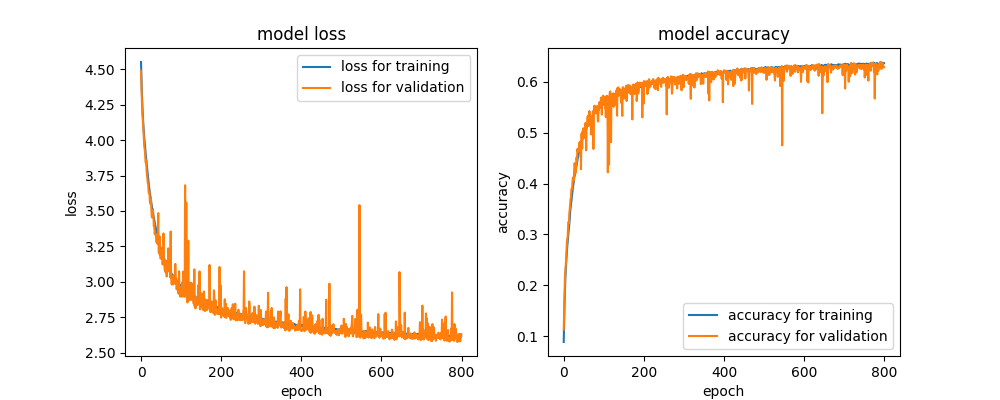 model loss
loss for training
loss for validation
4.50
4.25
4.00
3.75
3.50
3.25
3.00
2.75
2.50
loss
0
200
400
600
800
epoch
model accuracy
0.6
0.5
0.4
0.3
0.2
0.1
accuracy
accuracy for training
accuracy for validation
0
200
400
600
800
epoch